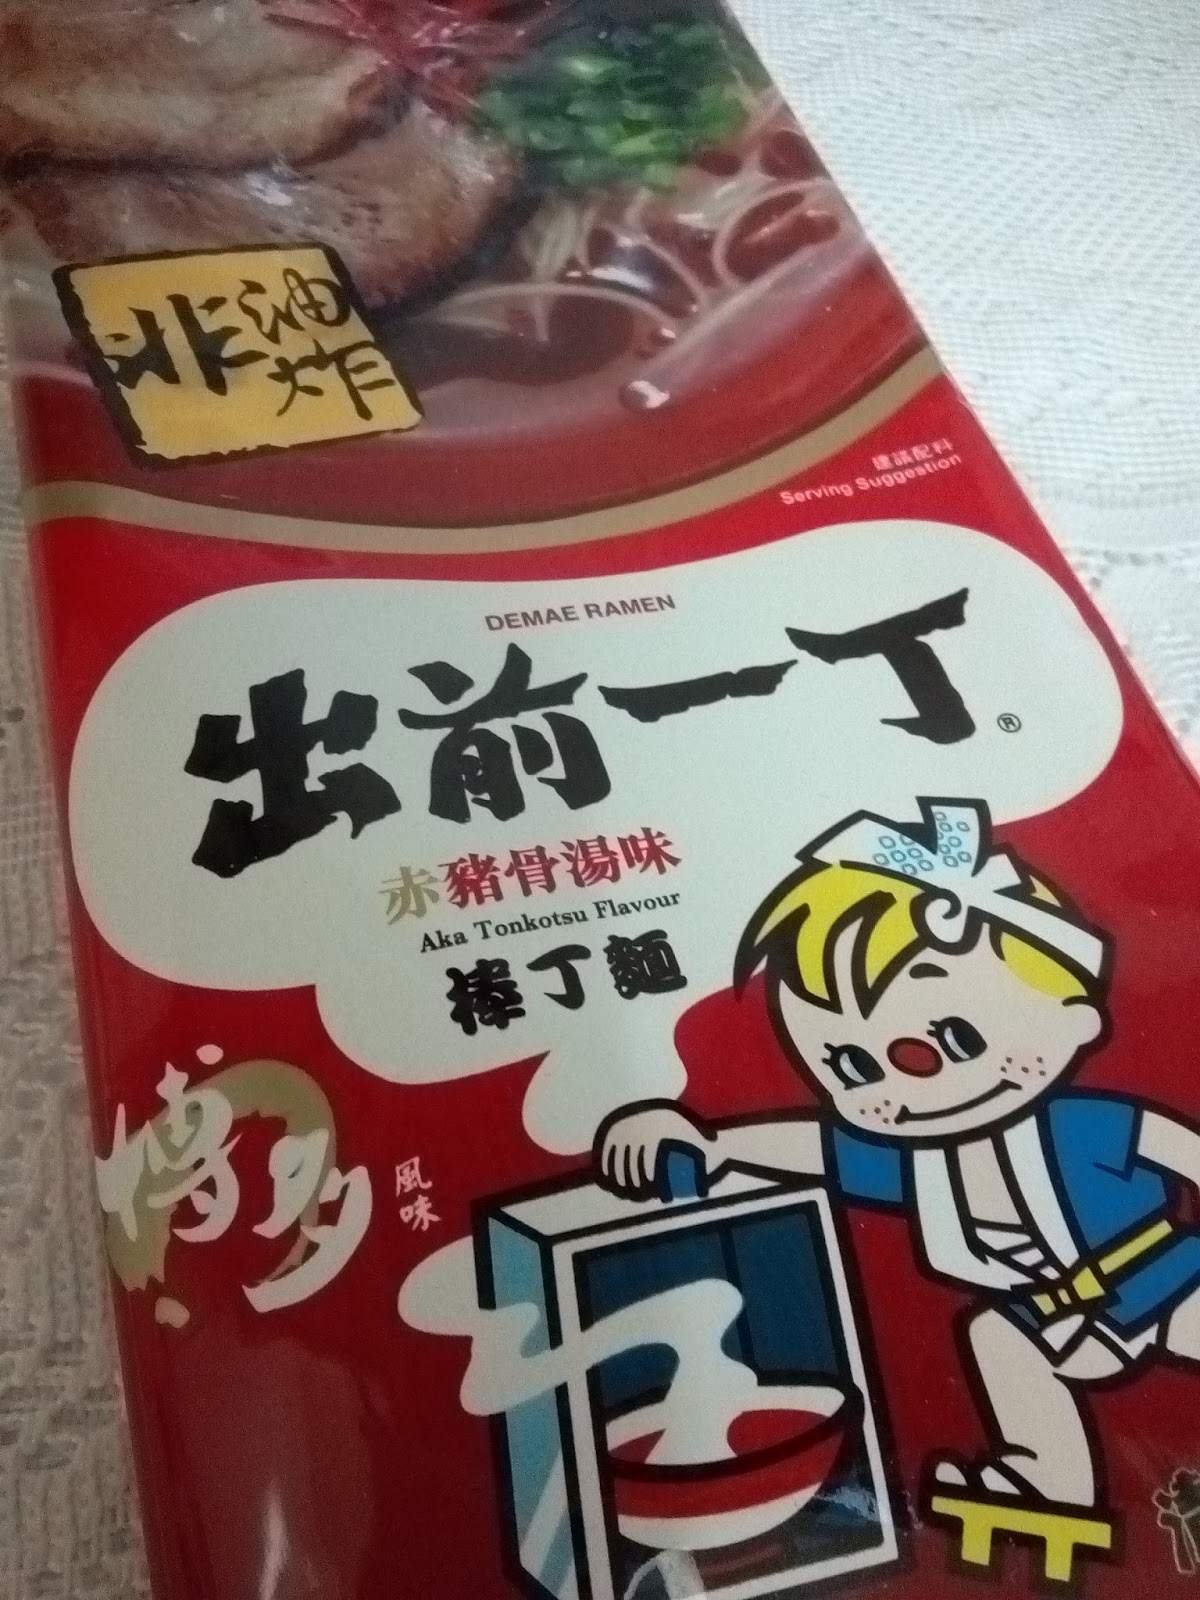 非油炸
建議配料
Serving Suggestion
DEMAE RAMEN
出前一丁®
赤豬骨湯味
Aka Tonkotsu Flavour
棒丁麵
博多
風味